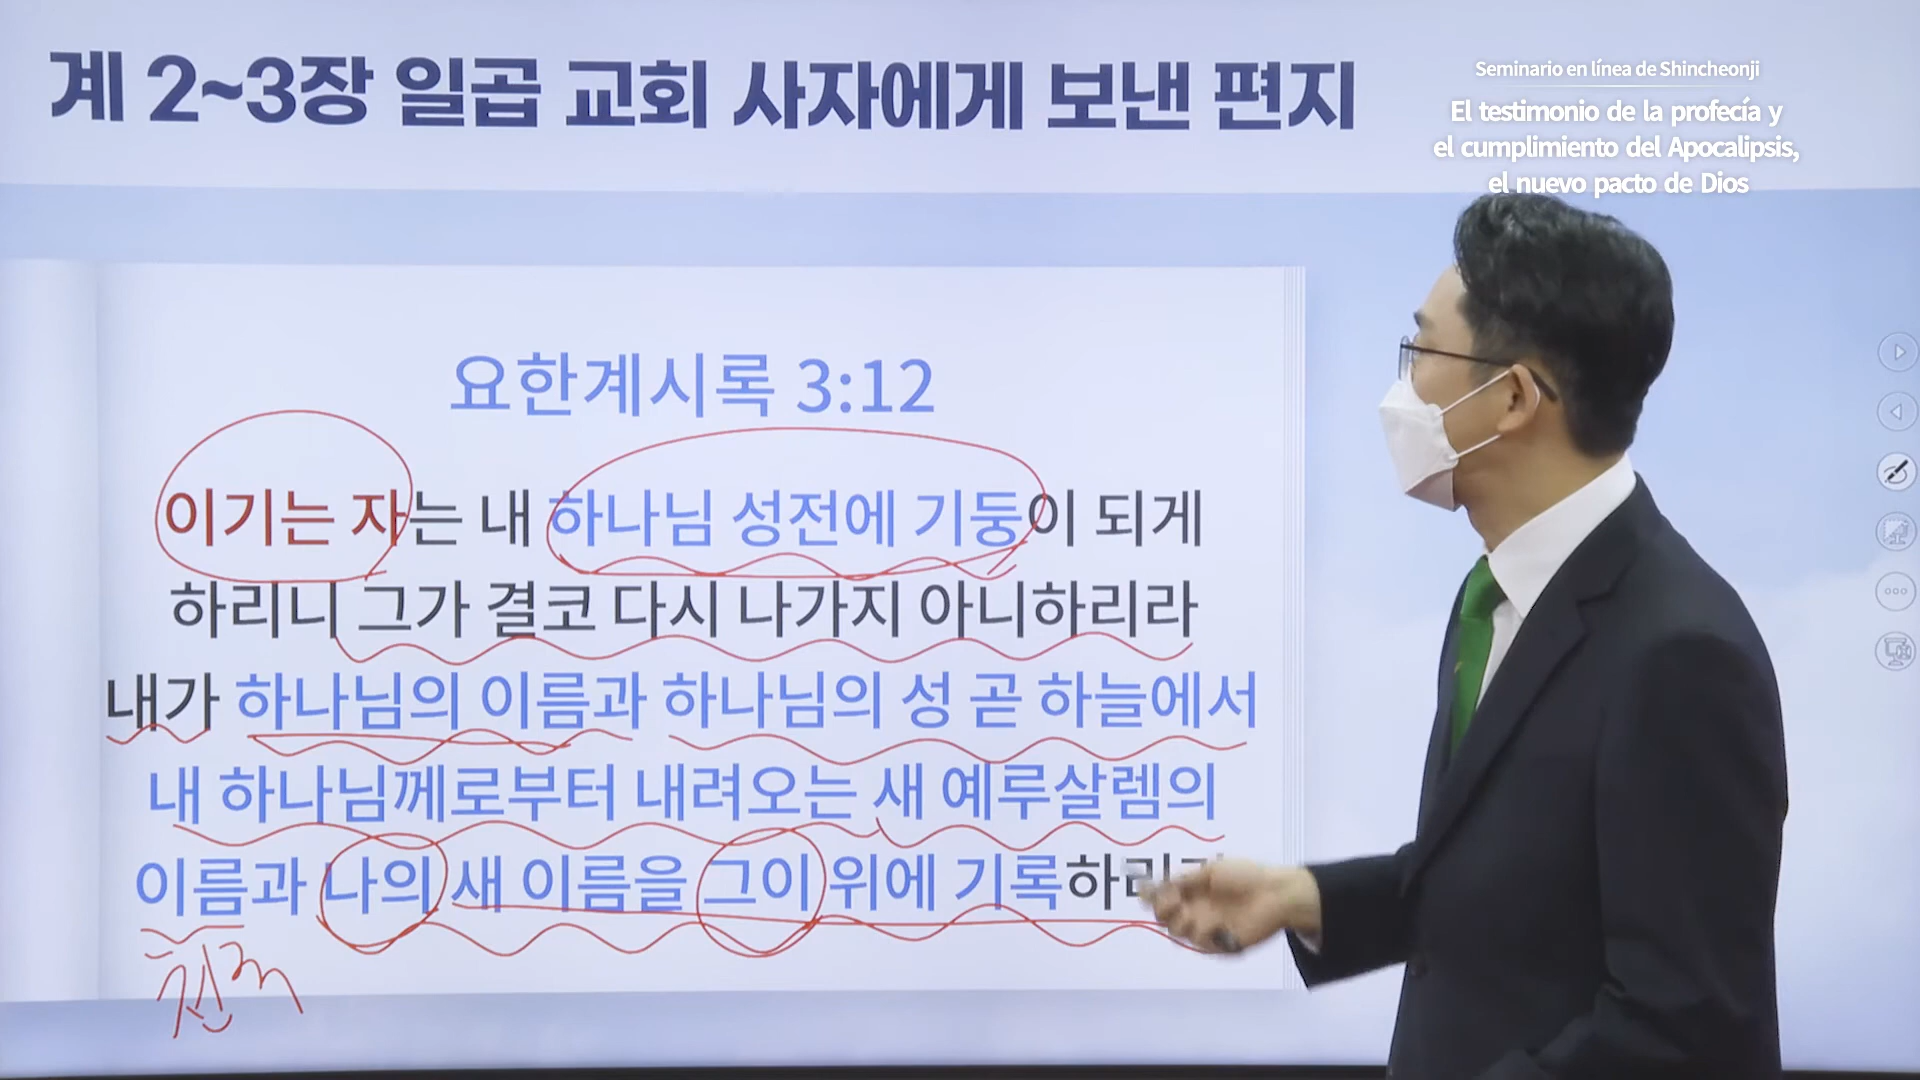 계 2~3장 일곱 교회 사자에게 보낸 편지
Seminario en línea de Shincheonji
El testimonio de la profecía y
el cumplimiento del Apocalipsis,
el nuevo pacto de Dios
요한계시록 3:12
이기는 자는 내 하나님 성전에 기둥이 되게
하리니 그가 결코 다시 나가지 아니하리라
내가 하나님의 이름과 하나님의 성 곧 하늘에서
내 하나님께로부터 내려오는 새 예루살렘의
이름과 나의 새 이름을 그이 위에 기록하리라